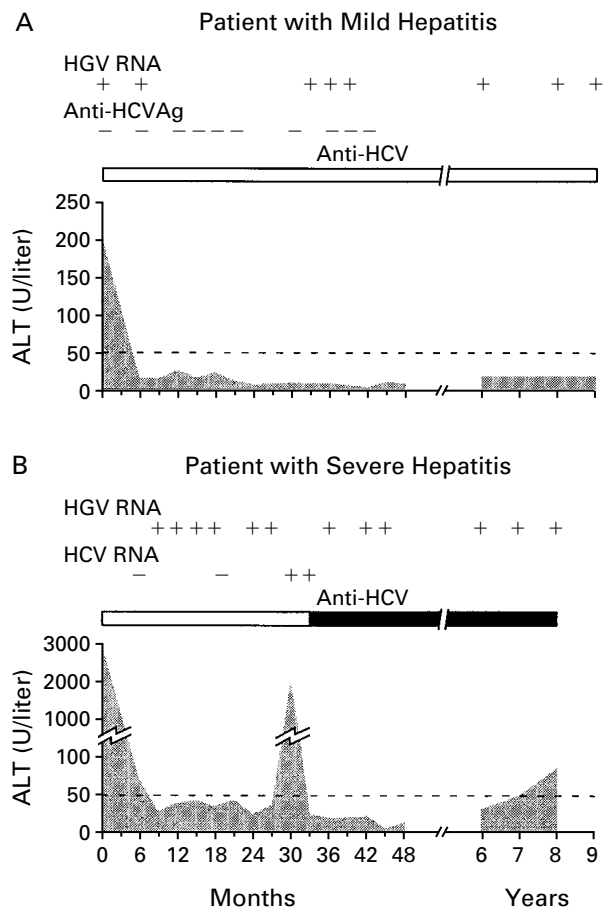 A Patient with Mild Hepatitis
HGV RNA
+ + + + + + + +
Anti-HCVAg
– – – – – – – – – –
Anti-HCV
250
200
150
100
50
0
ALT (U/liter)
B Patient with Severe Hepatitis
HGV RNA
+ + + + + + + + + + + +
HCV RNA
– – + +
Anti-HCV
3000
2000
1000
100
50
0
ALT (U/liter)
0 6 12 18 24 30 36 42 48 6 7 8 9
Months Years